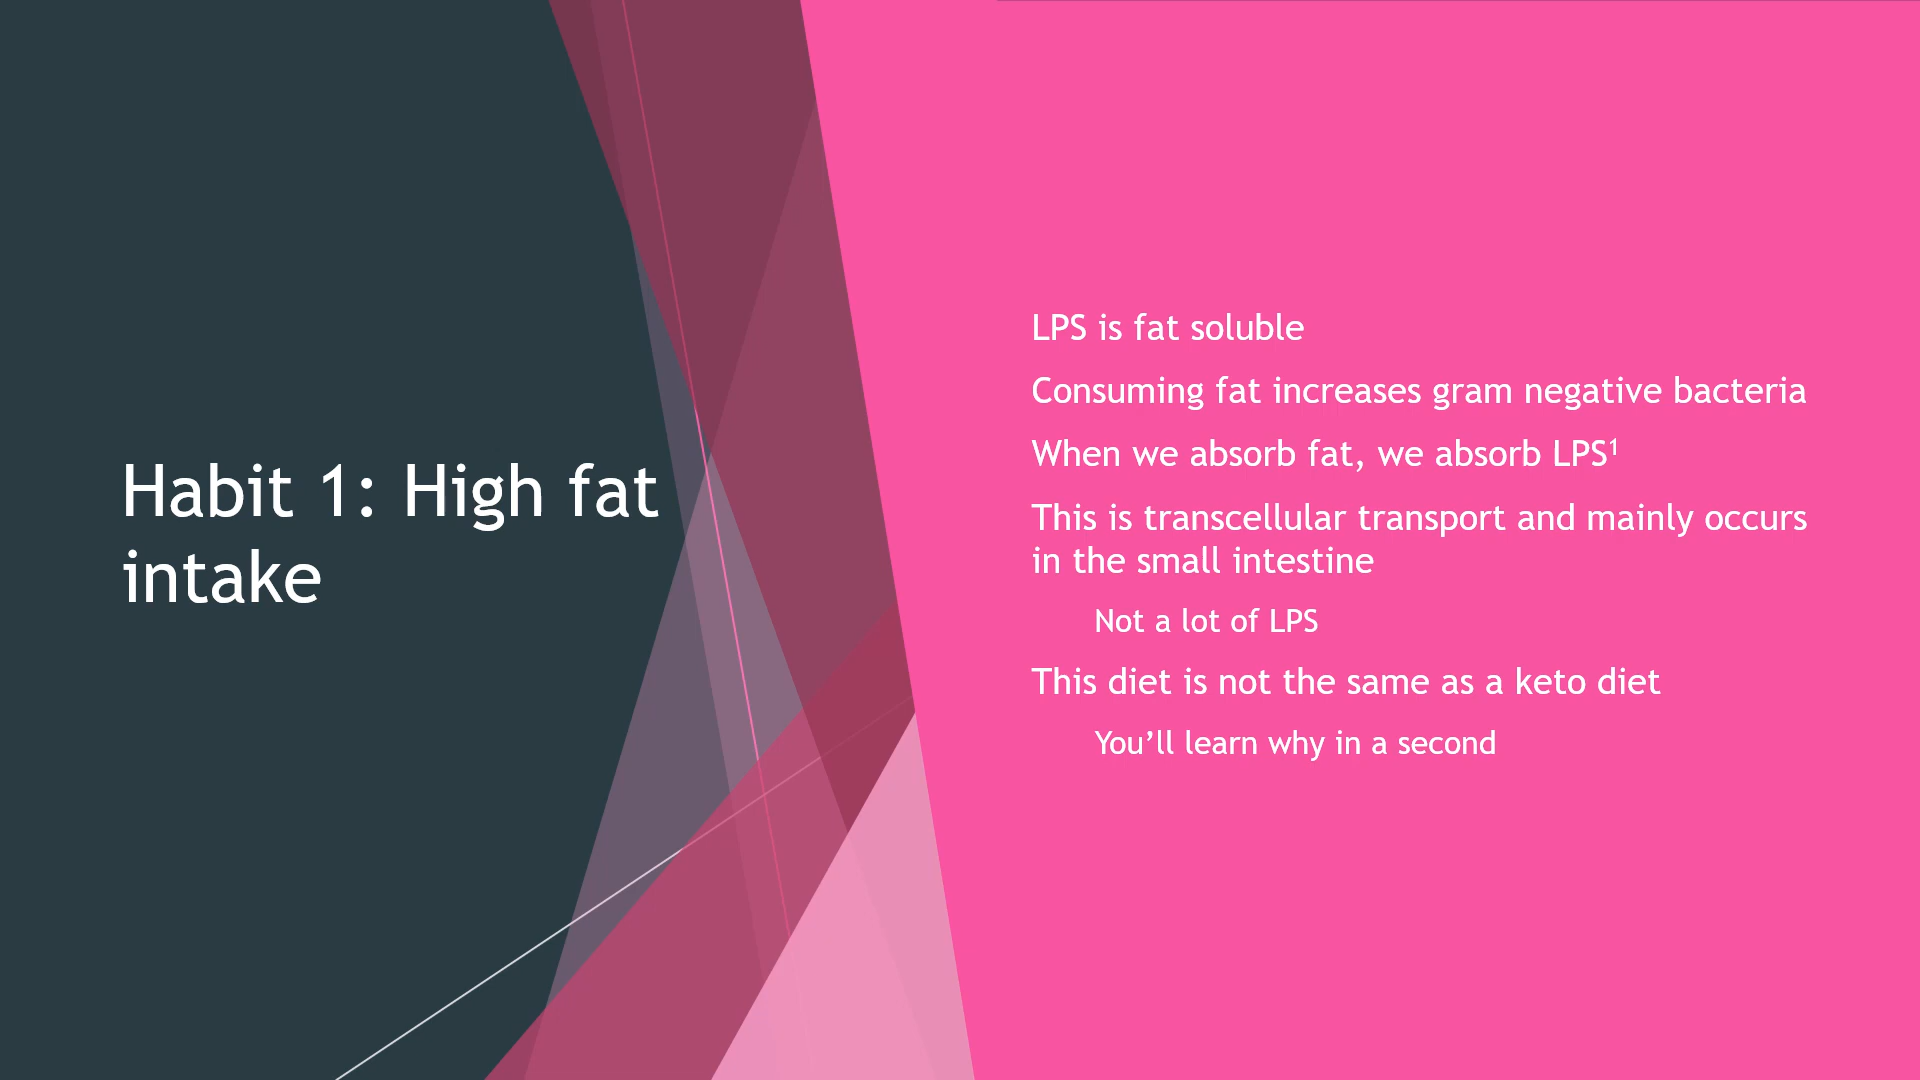 Habit 1: High fat
intake
LPS is fat soluble
Consuming fat increases gram negative bacteria
When we absorb fat, we absorb LPS¹
This is transcellular transport and mainly occurs
in the small intestine
Not a lot of LPS
This diet is not the same as a keto diet
You’ll learn why in a second